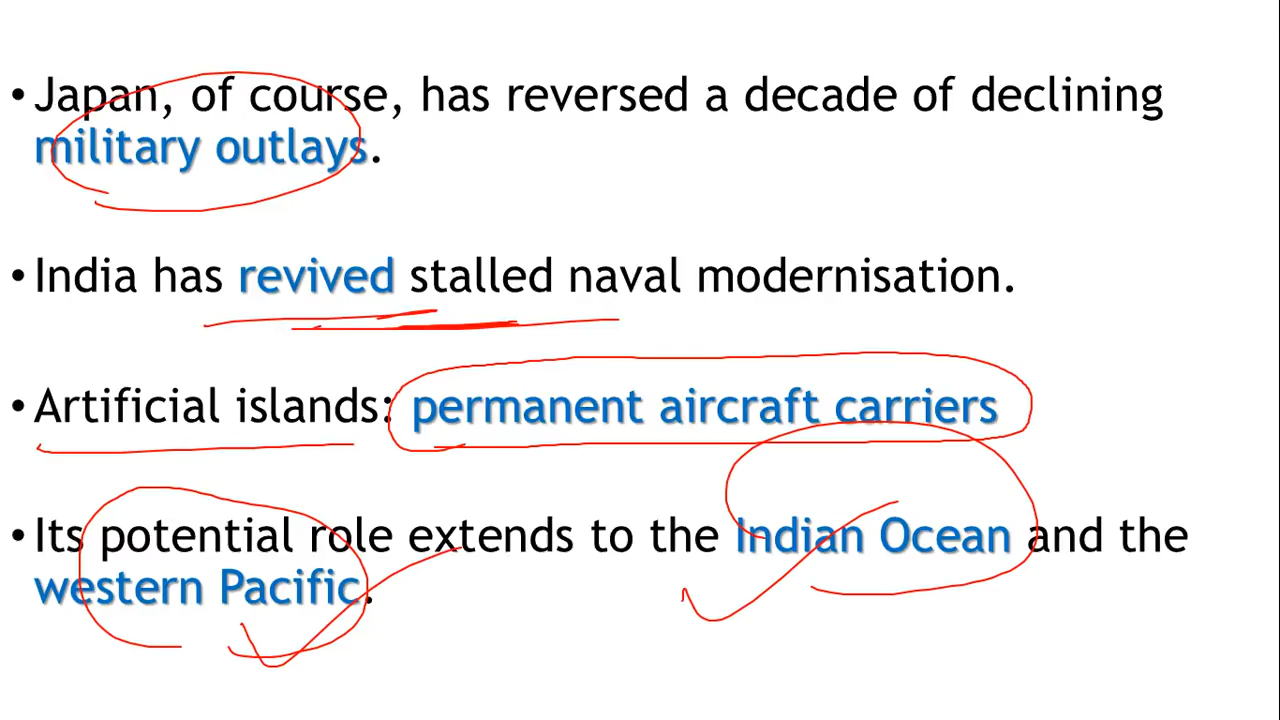 • Japan, of course, has reversed a decade of declining
military outlays.
• India has revived stalled naval modernisation.
• Artificial islands: permanent aircraft carriers
• Its potential role extends to the Indian Ocean and the
western Pacific.